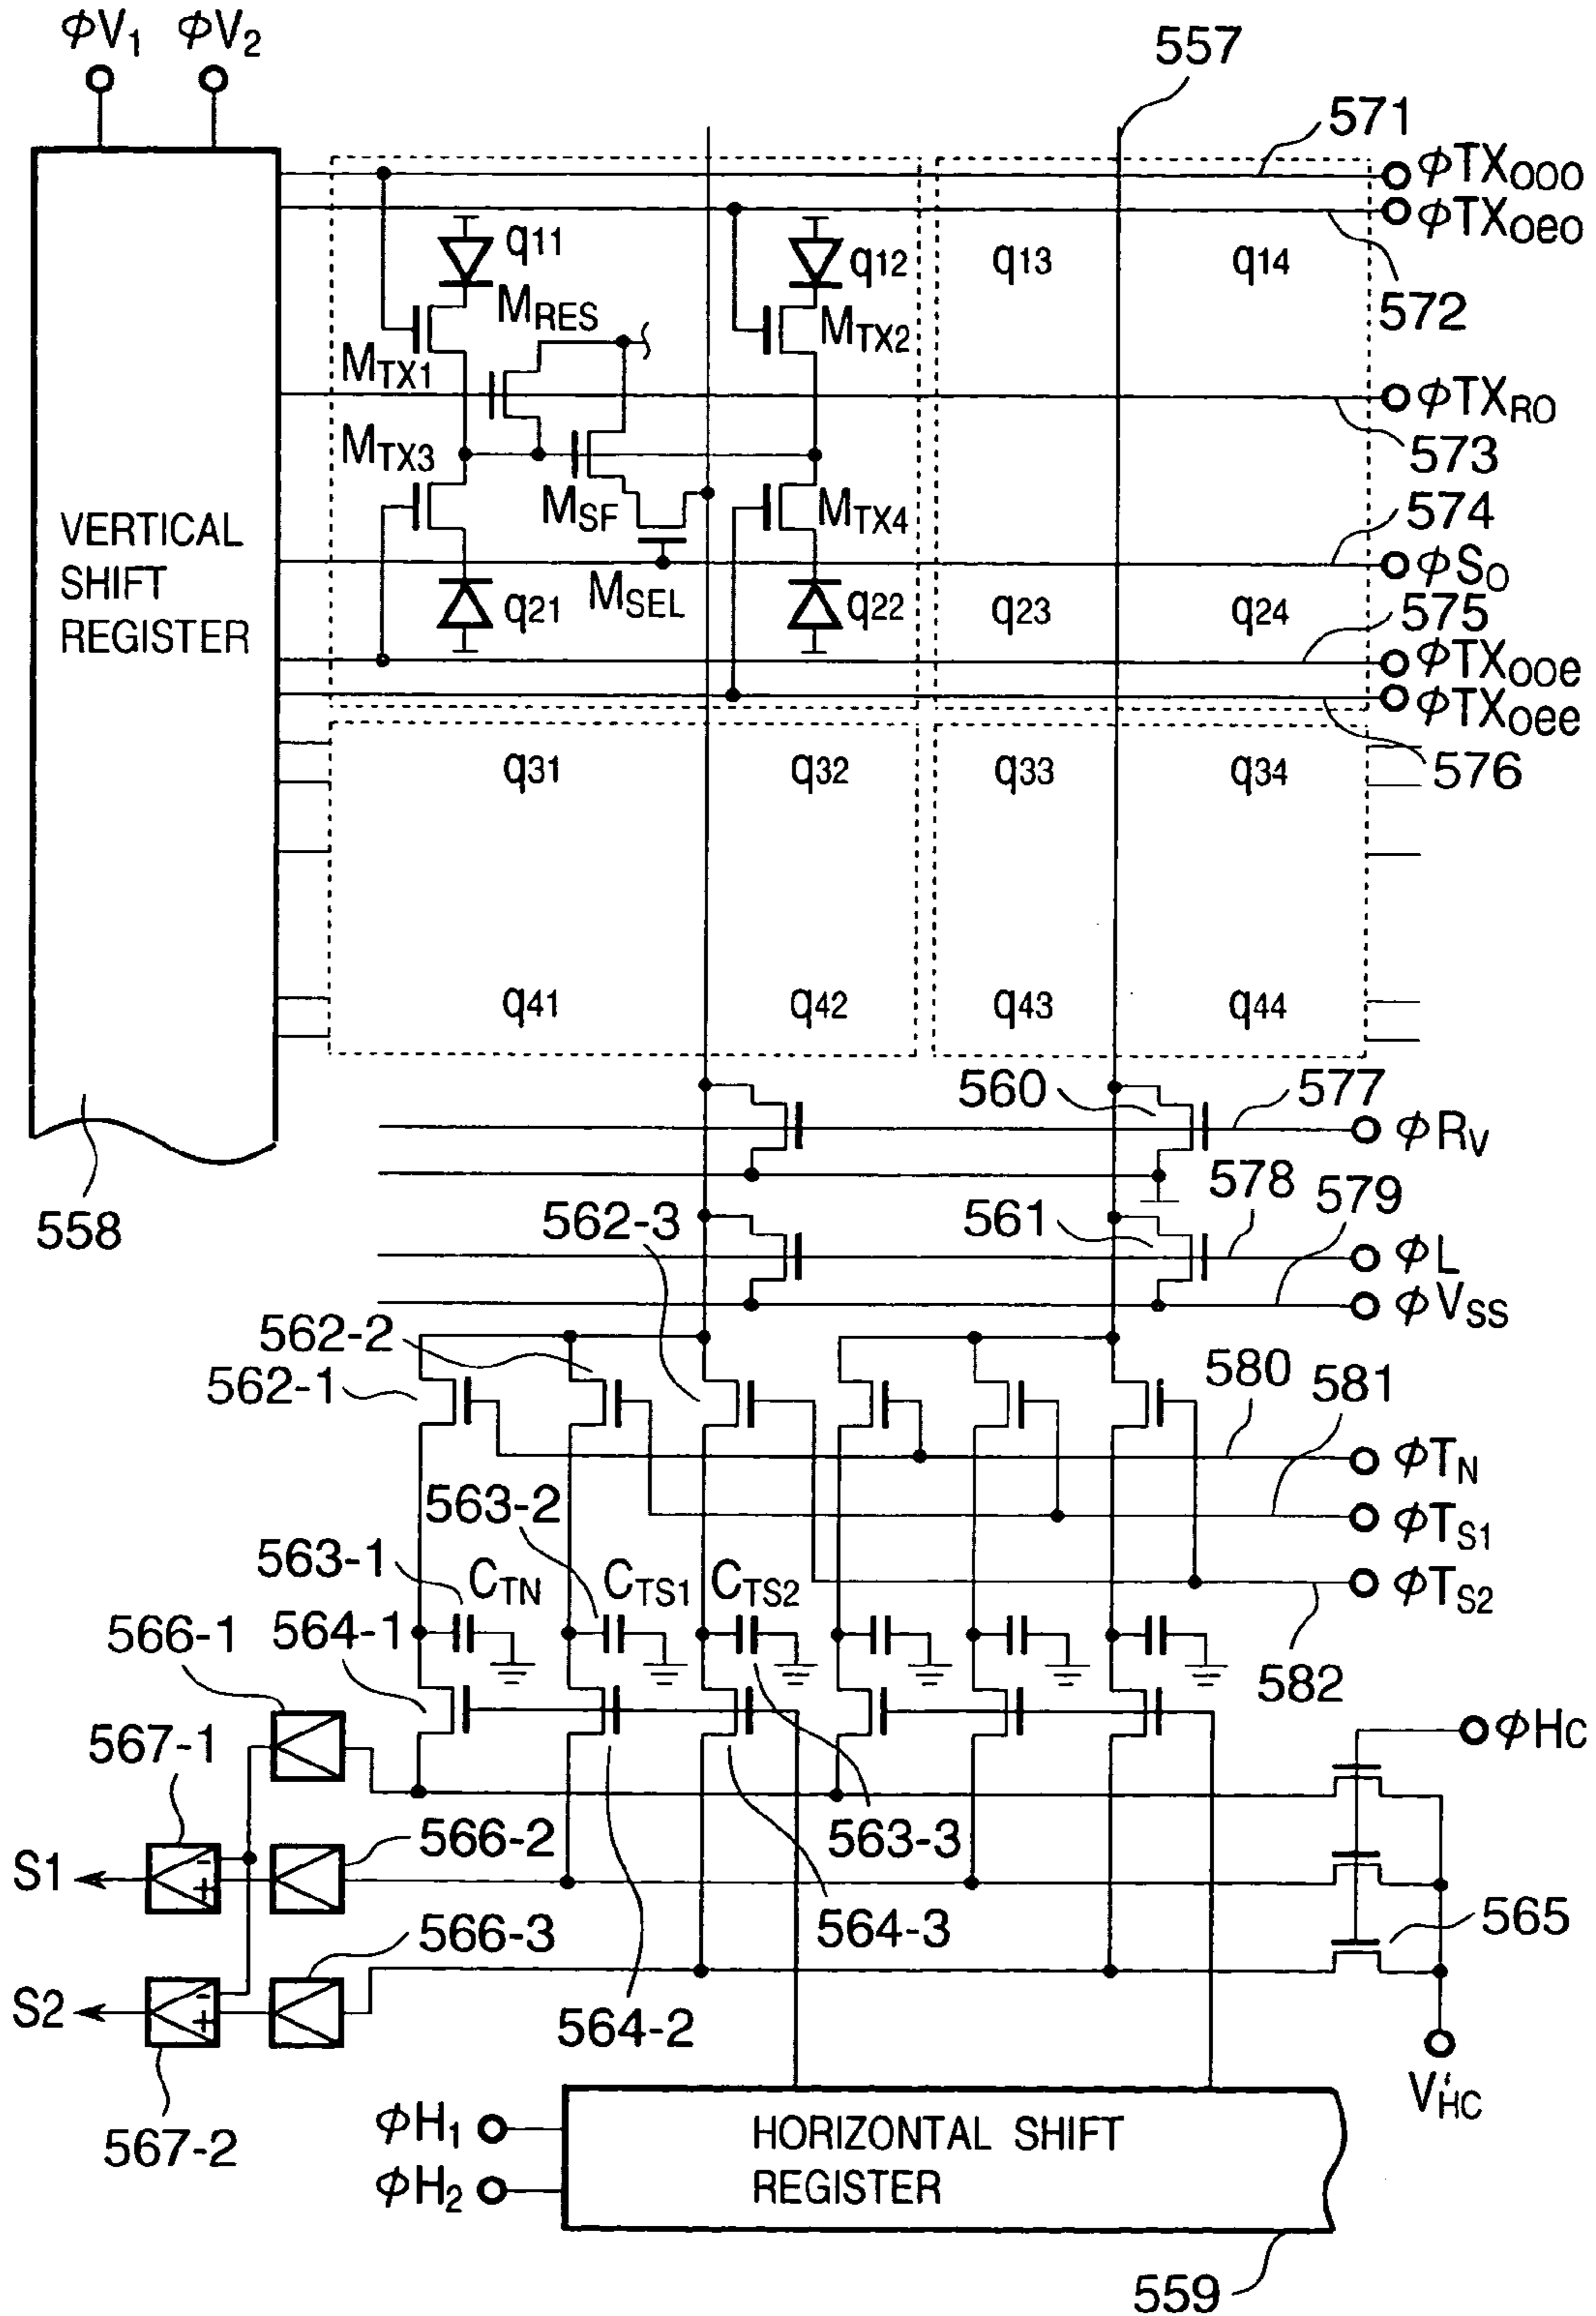 φV1 φV2
557
571
φTXOOO
φTXOeO
572
q11 q12 q13 q14
MRES
MTX1 MTX2
φTXRO
573
MTX3
MSF MTX4
574
φSO
VERTICAL
SHIFT
REGISTER
q21 MSEL q22 q23 q24
575
φTXOOe
φTXOee
576
q31 q32 q33 q34
q41 q42 q43 q44
558
560 577
φRV
562-3 561 578 579
φL
φVSS
562-2
562-1
580 581
φTN
563-2
φTS1
563-1 CTN CTS1 CTS2
φTS2
566-1 564-1
582
567-1
φHC
566-2 563-3
S1 - +
566-3 564-3 565
S2 - +
564-2
567-2
V'HC
φH1
φH2
HORIZONTAL SHIFT
REGISTER
559